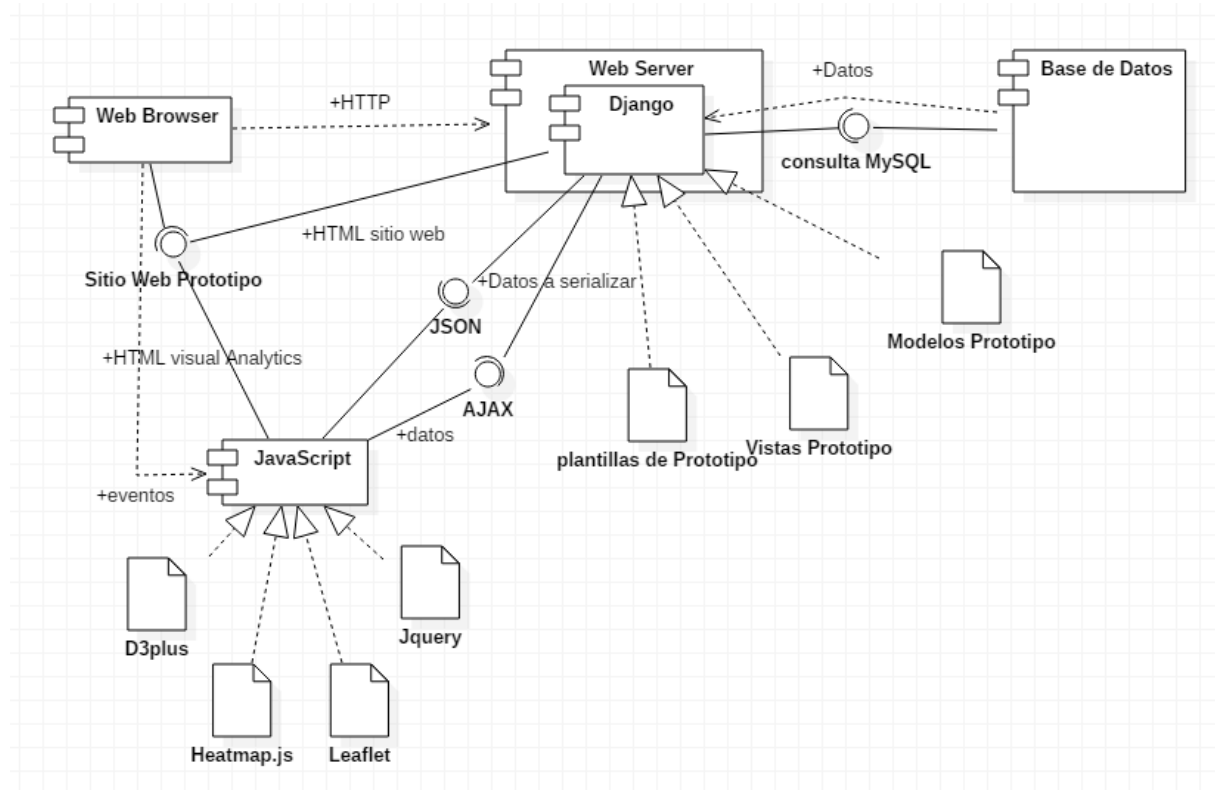 Web Server
+Datos
Base de Datos
Web Browser
+HTTP
Django
consulta MySQL
+HTML sitio web
Sitio Web Prototipo
+Datos a serializar
JSON
Modelos Prototipo
+HTML visual Analytics
AJAX
+datos
Vistas Prototipo
plantillas de Prototipo
JavaScript
+eventos
D3plus
Jquery
Heatmap.js
Leaflet